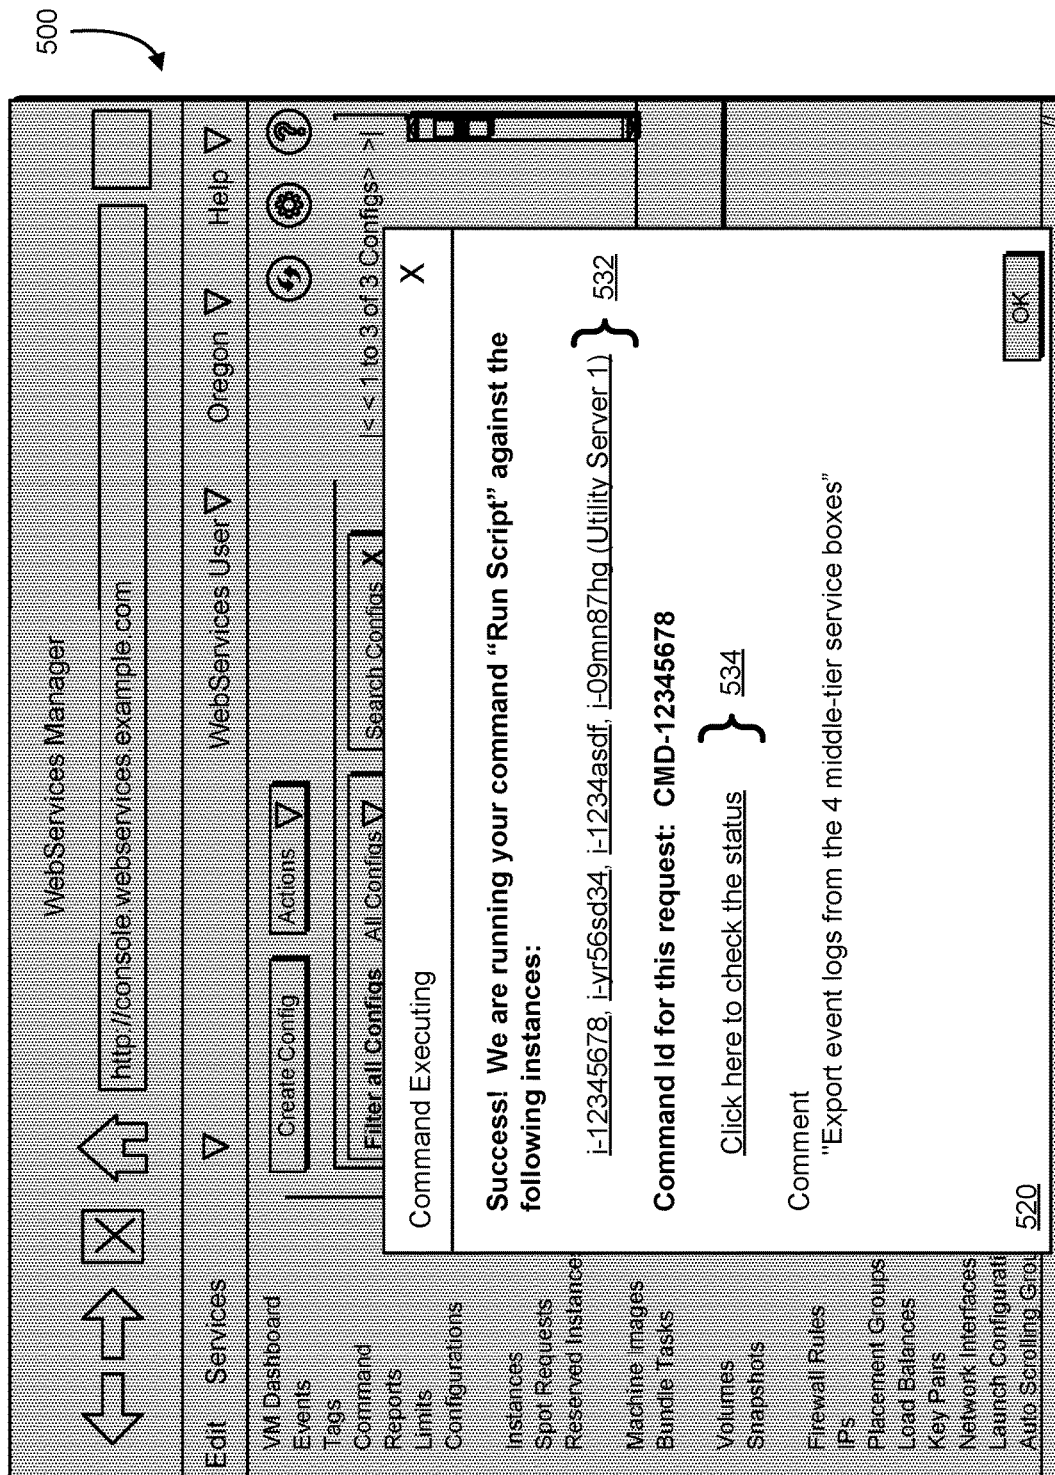 500
WebServices Manager
http://console.webservices.example.com
Edit Services WebServices User Oregon Help
Create Config Actions
Filter all Configs All Configs Search Configs X |< < 1 to 3 of 3 Configs> >|
VM Dashboard
Events
Tags
Command
Reports
Limits
Configurations
Instances
Spot Requests
Reserved Instance
Machine Images
Bundle Tasks
Volumes
Snapshots
Firewall Rules
IPs
Placement Groups
Load Balances
Key Pairs
Network Interfaces
Launch Configurati
Auto Scrolling Grou
Command Executing X
Success! We are running your command “Run Script” against the
following instances:
i-12345678, i-yr56sd34, i-1234asdf, i-09mn87hg (Utility Server 1) 532
Command Id for this request: CMD-12345678
Click here to check the status 534
Comment
"Export event logs from the 4 middle-tier service boxes”
520 OK